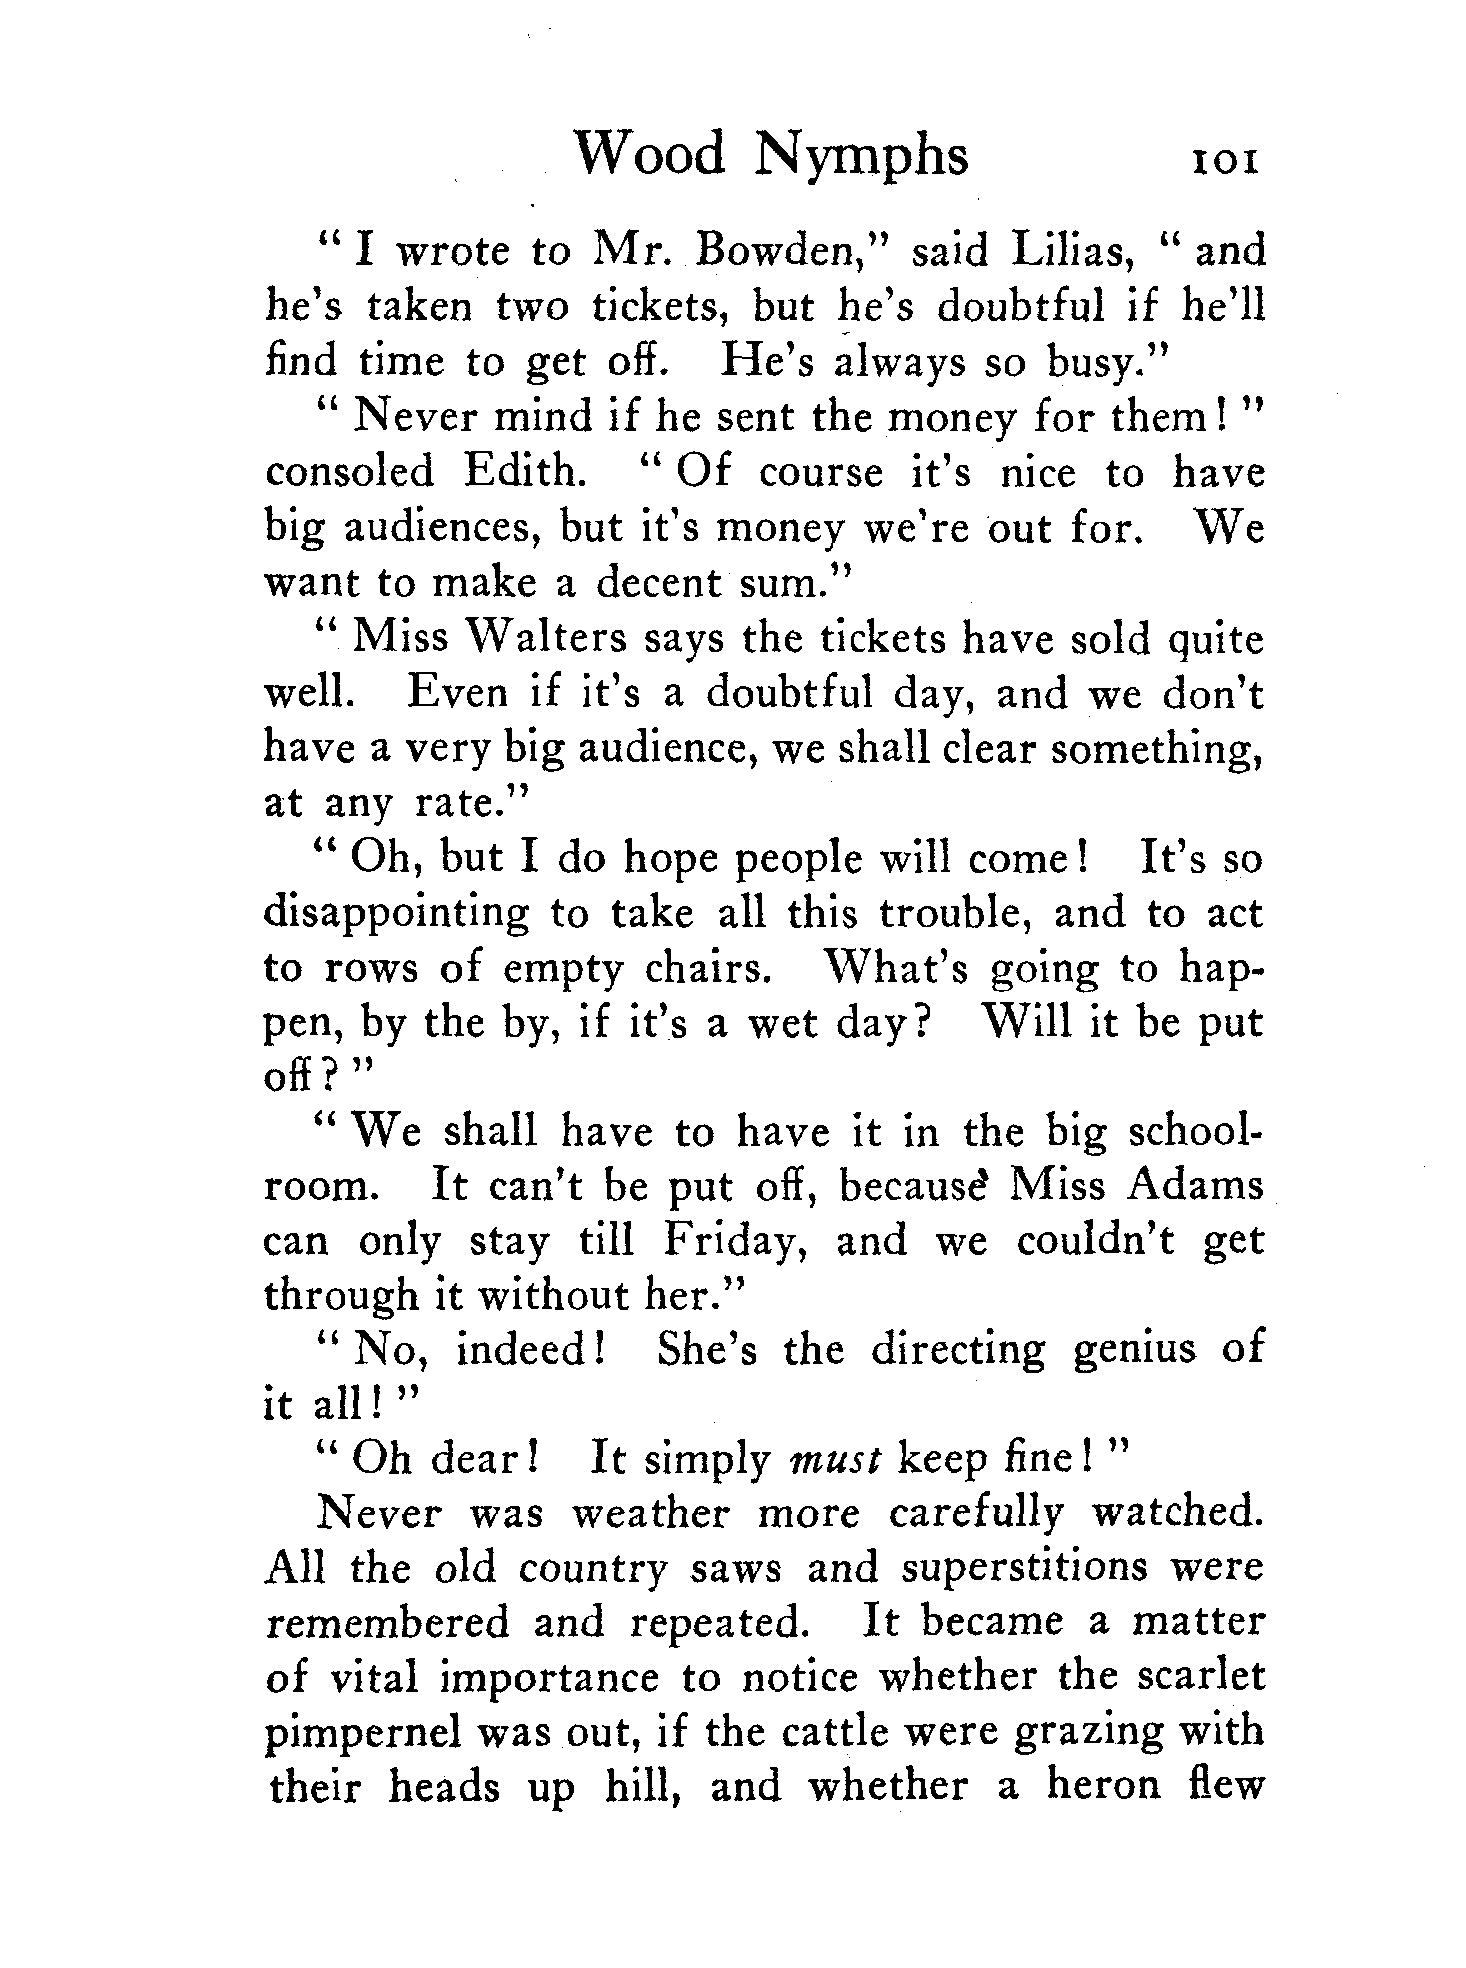 Wood Nymphs 101
“ I wrote to Mr. Bowden,” said Lilias, “ and
he’s taken two tickets, but he’s doubtful if he’ll
find time to get off. He’s always so busy.”
“ Never mind if he sent the money for them ! ”
consoled Edith. “ Of course it’s nice to have
big audiences, but it’s money we’re out for. We
want to make a decent sum.”
“ Miss Walters says the tickets have sold quite
well. Even if it’s a doubtful day, and we don’t
have a very big audience, we shall clear something,
at any rate.”
“ Oh, but I do hope people will come ! It’s so
disappointing to take all this trouble, and to act
to rows of empty chairs. What’s going to hap-
pen, by the by, if it’s a wet day ? Will it be put
off ? ”
“ We shall have to have it in the big school-
room. It can’t be put off, because Miss Adams
can only stay till Friday, and we couldn’t get
through it without her.”
“ No, indeed ! She’s the directing genius of
it all ! ”
“ Oh dear ! It simply must keep fine ! ”
Never was weather more carefully watched.
All the old country saws and superstitions were
remembered and repeated. It became a matter
of vital importance to notice whether the scarlet
pimpernel was out, if the cattle were grazing with
their heads up hill, and whether a heron flew